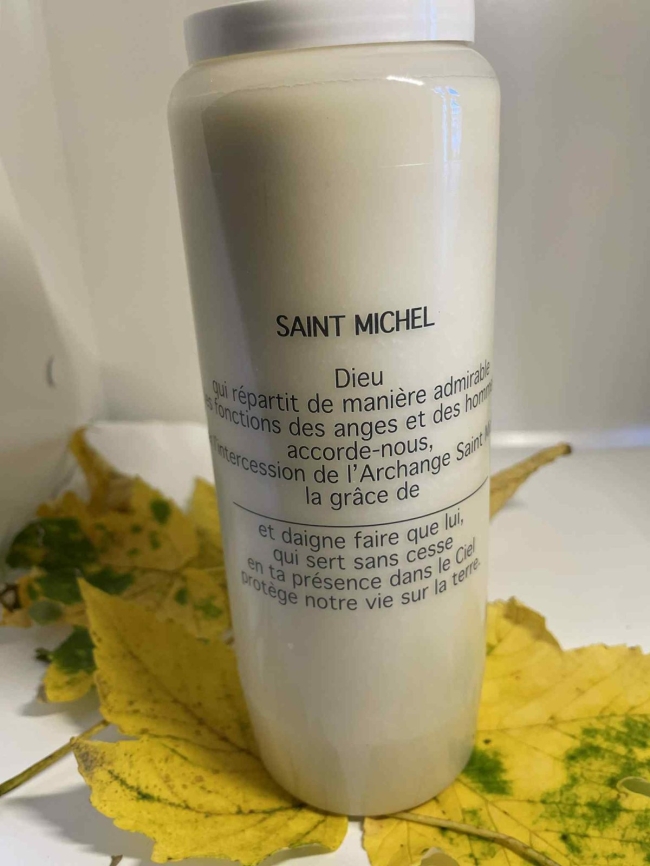 SAINT MICHEL
Dieu
qui répartit de manière admirable
fonctions des anges et des
accorde-nous,
l'intercession de l'Archange Saint
la grâce de
et daigne faire que lui,
qui sert sans cesse
en ta présence dans le Ciel
protège notre vie sur la terre.